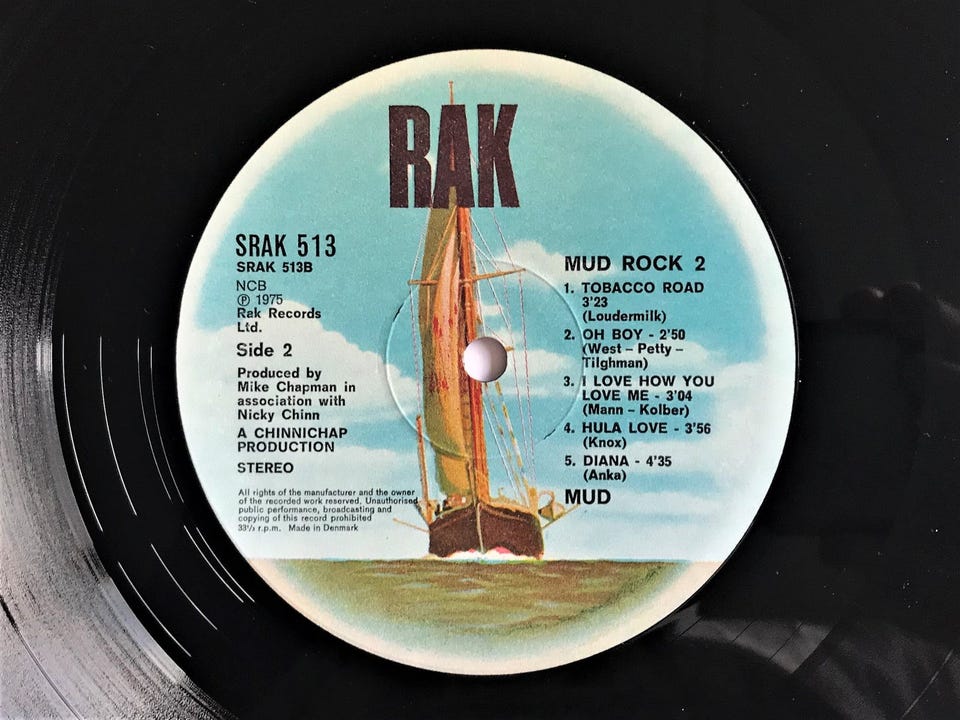 RAK
SRAK 513
SRAK 513B
NCB
Ⓟ 1975
Rak Records
Ltd.
Side 2
Produced by
Mike Chapman in
association with
Nicky Chinn
A CHINNICHAP
PRODUCTION
STEREO
All rights of the manufacturer and the owner
of the recorded work reserved. Unauthorised
public performance, broadcasting and
copying of this record prohibited
33⅓ r.p.m. Made in Denmark
MUD ROCK 2
1. TOBACCO ROAD
3'23
(Loudermilk)
2. OH BOY - 2'50
(West – Petty –
Tilghman)
3. I LOVE HOW YOU
LOVE ME - 3'04
(Mann – Kolber)
4. HULA LOVE - 3'56
(Knox)
5. DIANA - 4'35
(Anka)
MUD